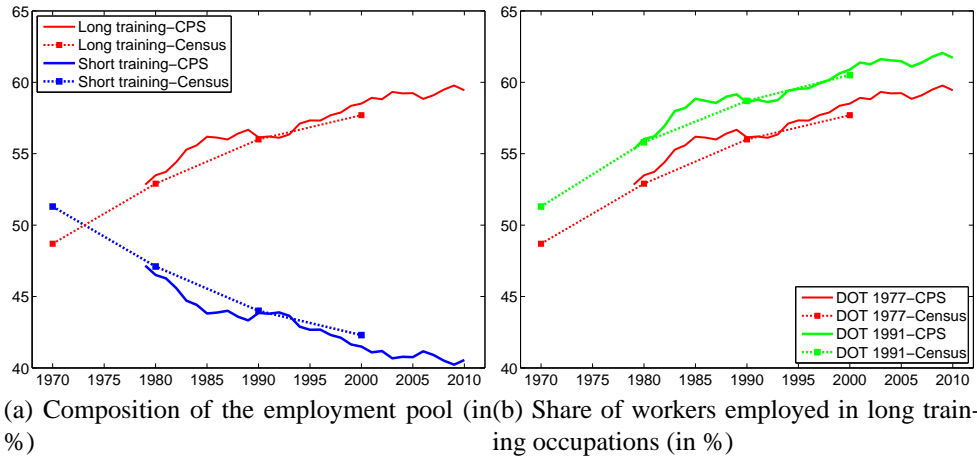 65
60
55
50
45
40
1970 1975 1980 1985 1990 1995 2000 2005 2010
Long training−CPS
Long training−Census
Short training−CPS
Short training−Census
(a) Composition of the employment pool (in
%)
65
60
55
50
45
40
1970 1975 1980 1985 1990 1995 2000 2005 2010
DOT 1977−CPS
DOT 1977−Census
DOT 1991−CPS
DOT 1991−Census
(b) Share of workers employed in long train-
ing occupations (in %)